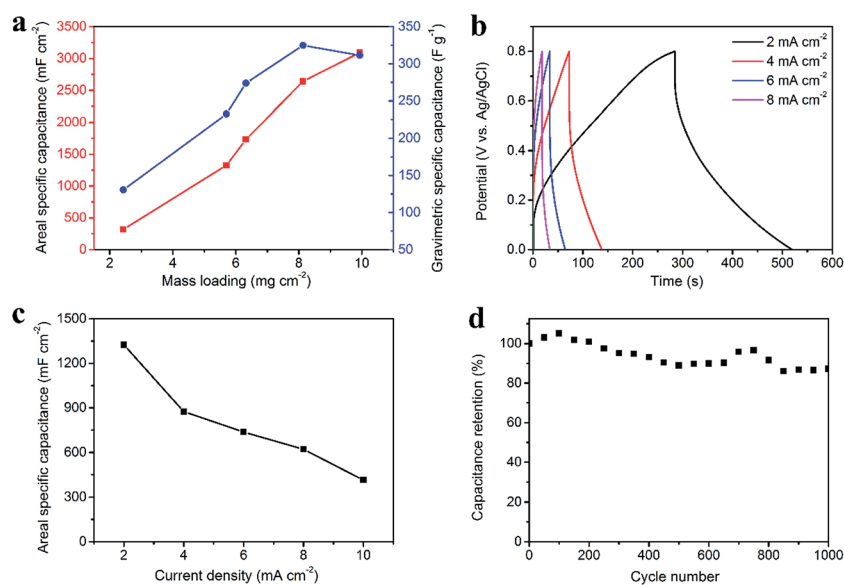 a
Areal specific capacitance (mF cm⁻²)
3500
3000
2500
2000
1500
1000
500
0
2 4 6 8 10
Mass loading (mg cm⁻²)
350
300
250
200
150
100
50
Gravimetric specific capacitance (F g⁻¹)
b
Potential (V vs. Ag/AgCl)
0.8
0.6
0.4
0.2
0.0
0 100 200 300 400 500 600
Time (s)
2 mA cm⁻²
4 mA cm⁻²
6 mA cm⁻²
8 mA cm⁻²
c
Areal specific capacitance (mF cm⁻²)
1500
1200
900
600
300
0
2 4 6 8 10
Current density (mA cm⁻²)
d
Capacitance retention (%)
100
80
60
40
20
0
0 200 400 600 800 1000
Cycle number